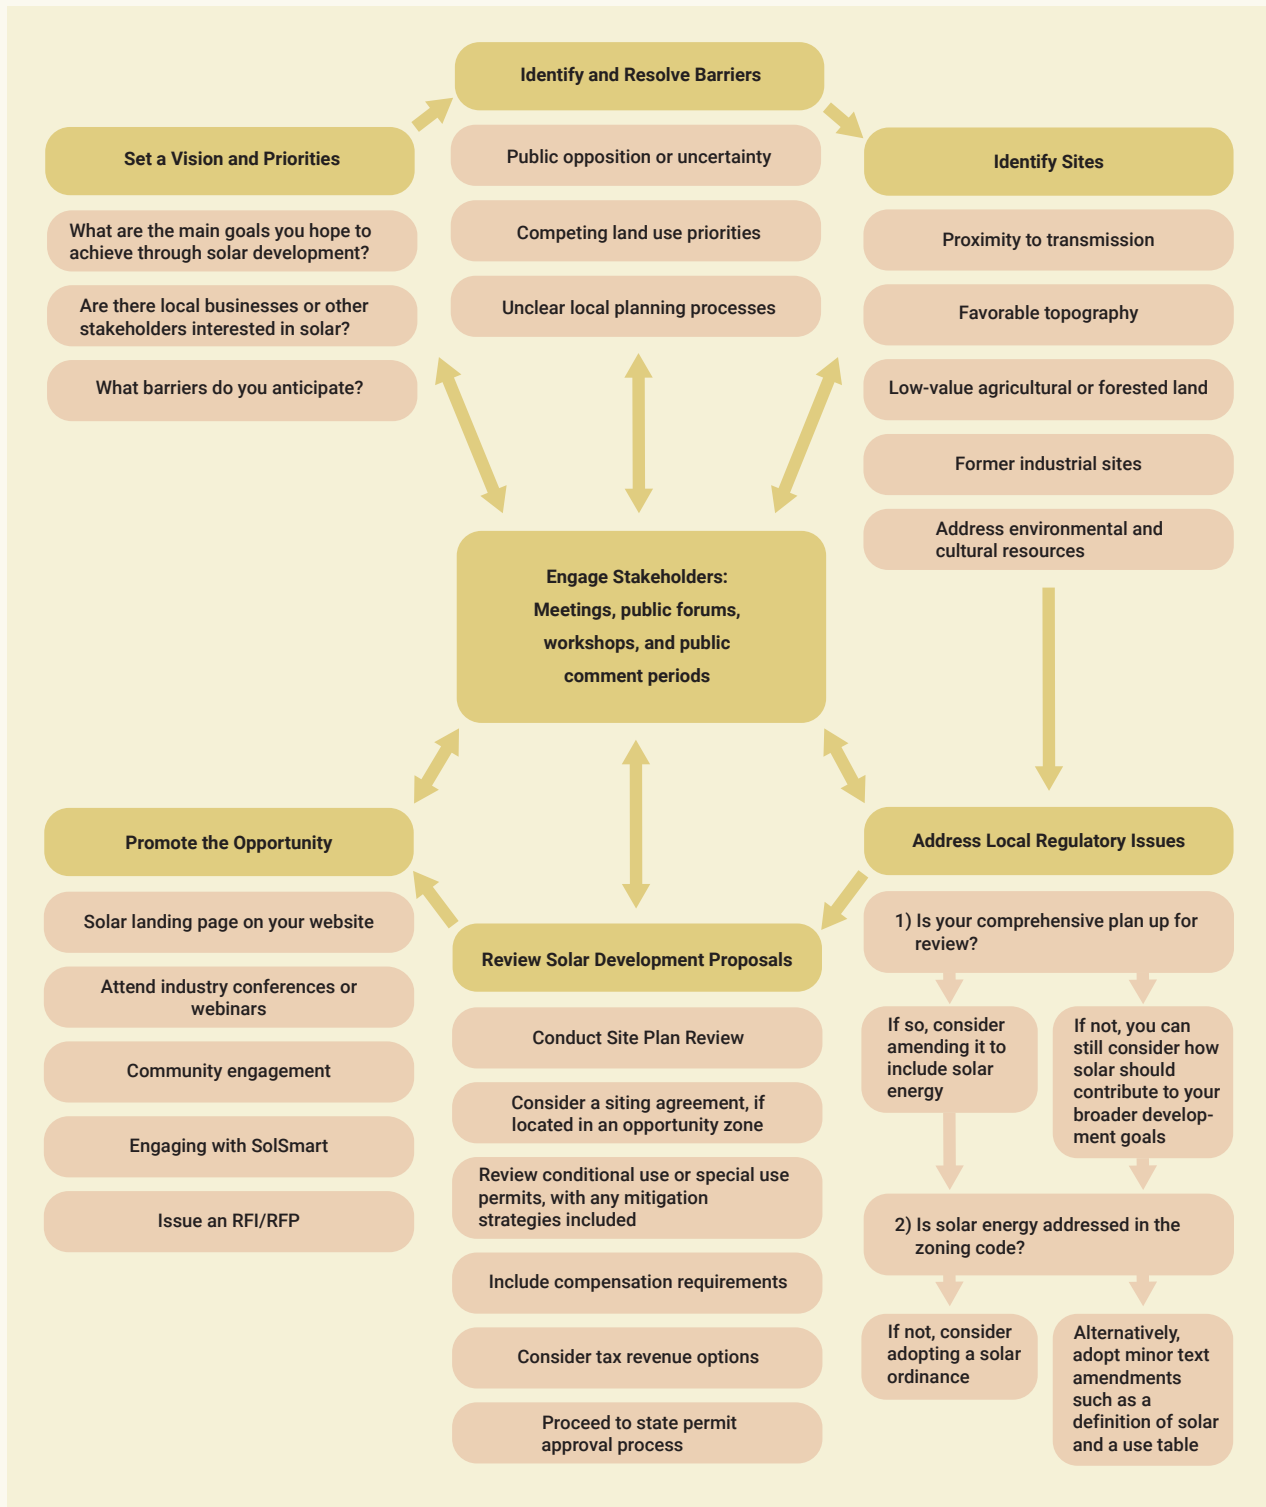 Identify and Resolve Barriers
Public opposition or uncertainty
Competing land use priorities
Unclear local planning processes
Set a Vision and Priorities
What are the main goals you hope to
achieve through solar development?
Are there local businesses or other
stakeholders interested in solar?
What barriers do you anticipate?
Identify Sites
Proximity to transmission
Favorable topography
Low-value agricultural or forested land
Former industrial sites
Address environmental and
cultural resources
Engage Stakeholders:
Meetings, public forums,
workshops, and public
comment periods
Promote the Opportunity
Solar landing page on your website
Attend industry conferences or
webinars
Community engagement
Engaging with SolSmart
Issue an RFI/RFP
Review Solar Development Proposals
Conduct Site Plan Review
Consider a siting agreement, if
located in an opportunity zone
Review conditional use or special use
permits, with any mitigation
strategies included
Include compensation requirements
Consider tax revenue options
Proceed to state permit
approval process
Address Local Regulatory Issues
1) Is your comprehensive plan up for
review?
If so, consider
amending it to
include solar
energy
If not, you can
still consider how
solar should
contribute to your
broader develop-
ment goals
2) Is solar energy addressed in the
zoning code?
If not, consider
adopting a solar
ordinance
Alternatively,
adopt minor text
amendments
such as a
definition of solar
and a use table